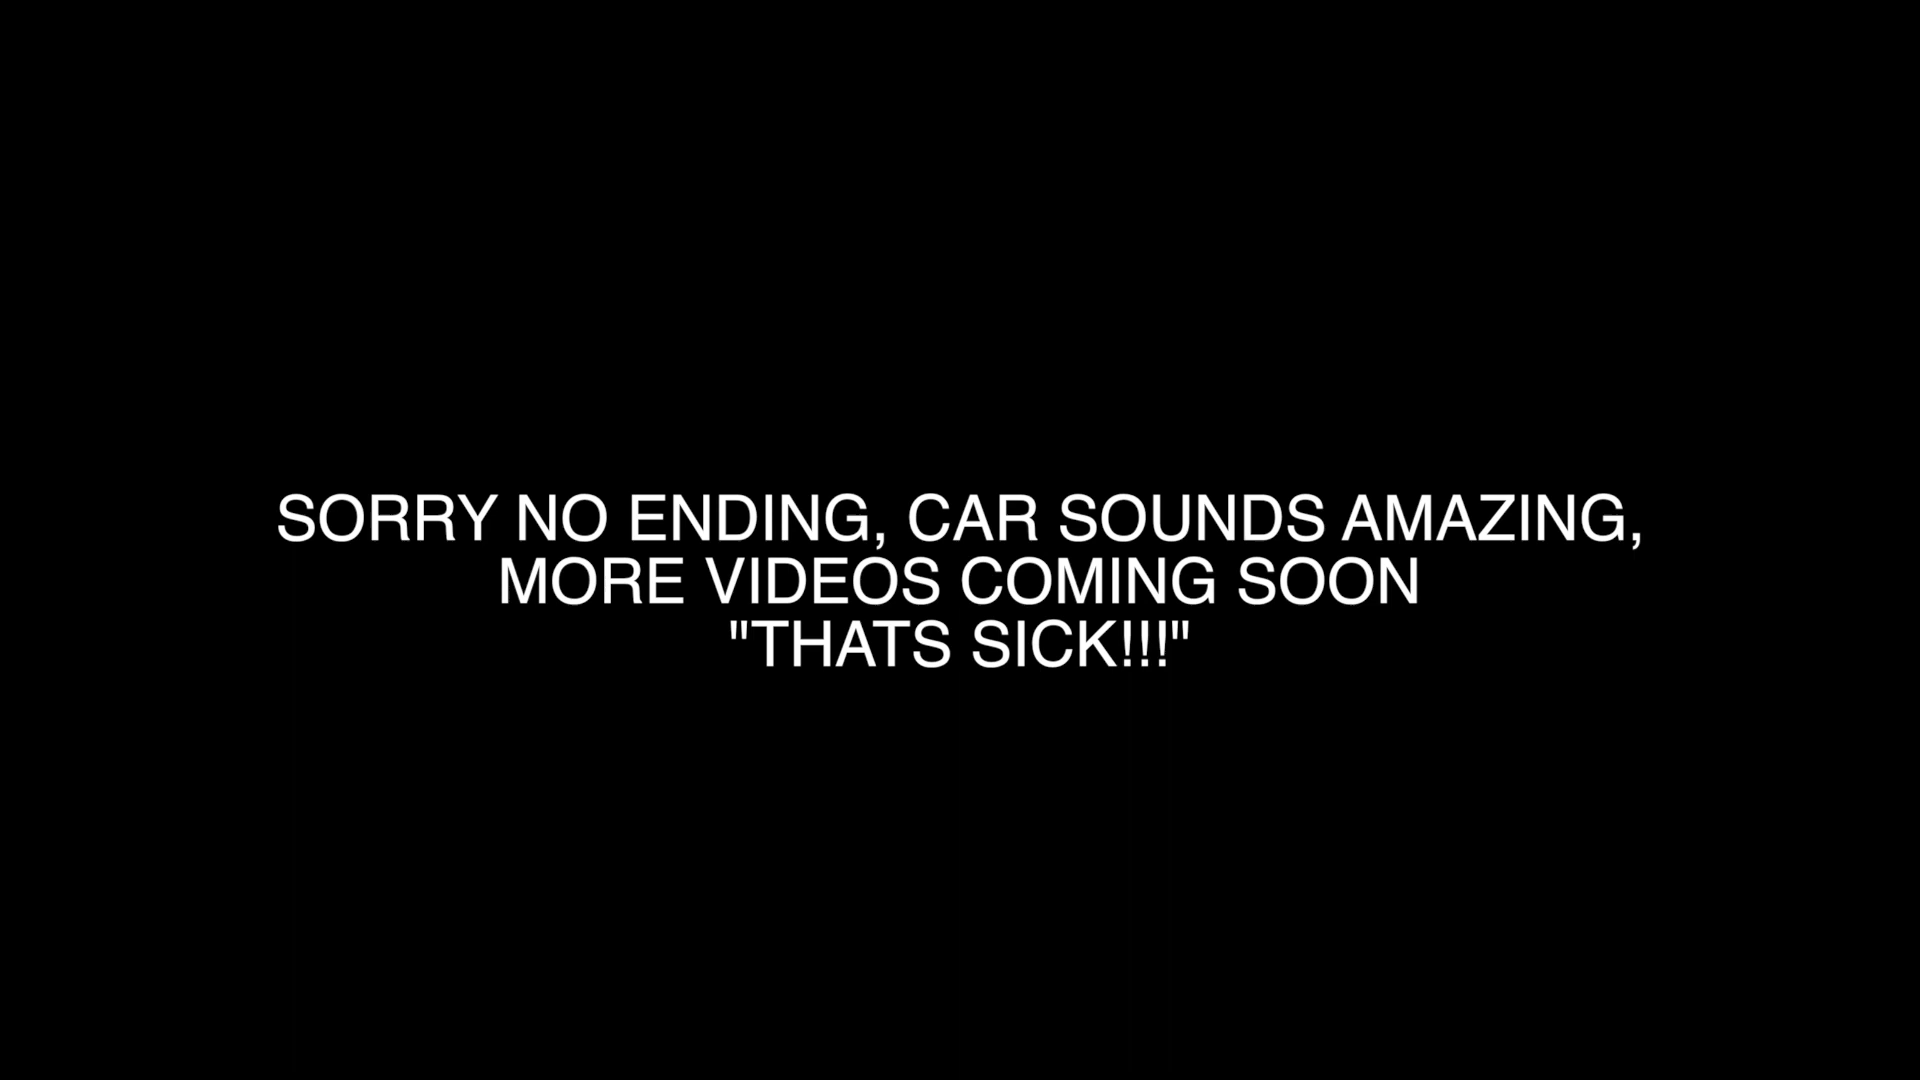 SORRY NO ENDING, CAR SOUNDS AMAZING,
MORE VIDEOS COMING SOON
"THATS SICK!!!"